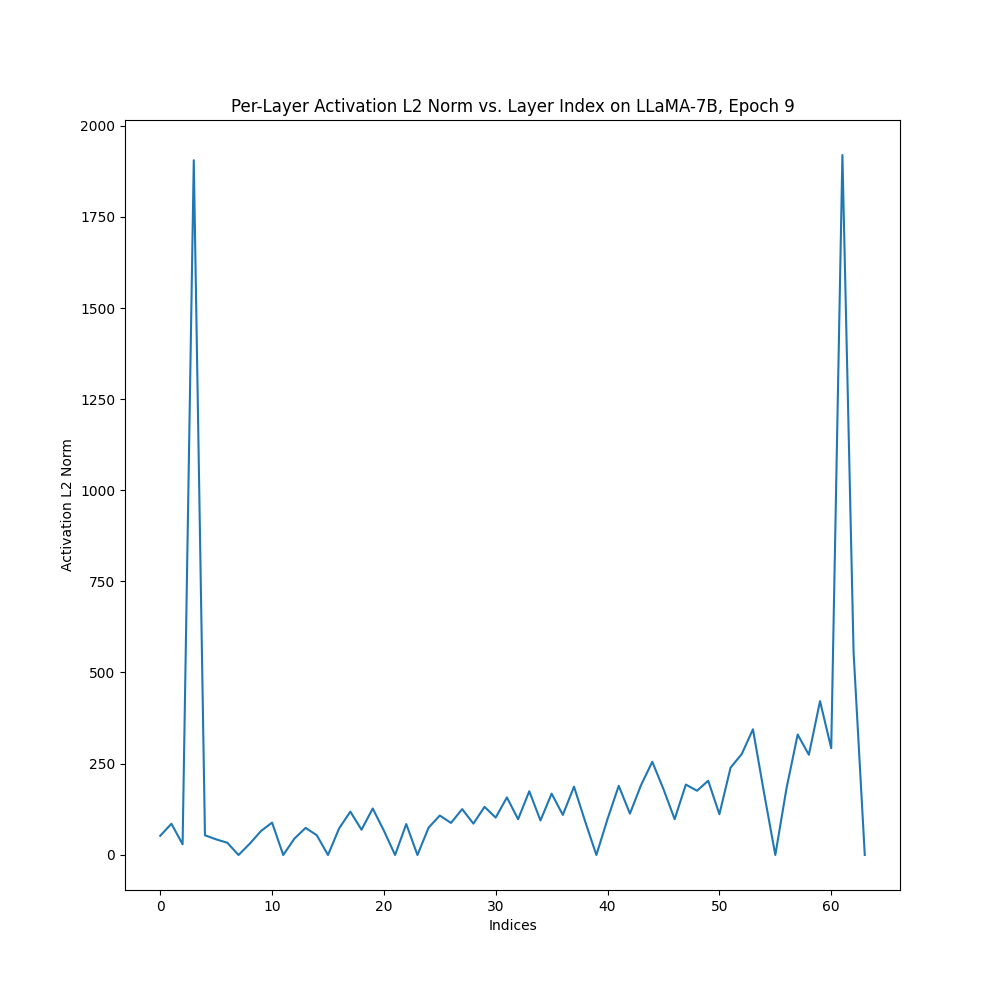 Per-Layer Activation L2 Norm vs. Layer Index on LLaMA-7B, Epoch 9
2000
1750
1500
1250
1000
750
500
250
0
Activation L2 Norm
0 10 20 30 40 50 60
Indices